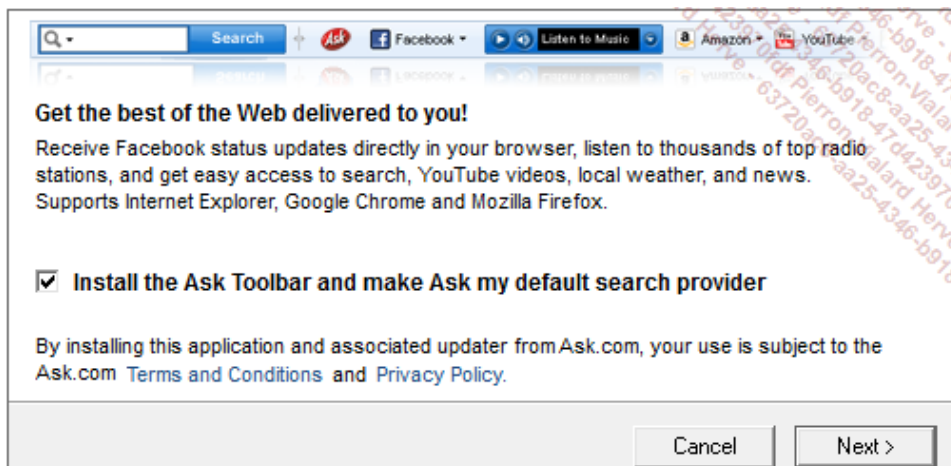 Search Ask Facebook Listen to Music Amazon YouTube
Get the best of the Web delivered to you!
Receive Facebook status updates directly in your browser, listen to thousands of top radio
stations, and get easy access to search, YouTube videos, local weather, and news.
Supports Internet Explorer, Google Chrome and Mozilla Firefox.
Install the Ask Toolbar and make Ask my default search provider
By installing this application and associated updater from Ask.com, your use is subject to the
Ask.com Terms and Conditions and Privacy Policy.
Cancel Next >